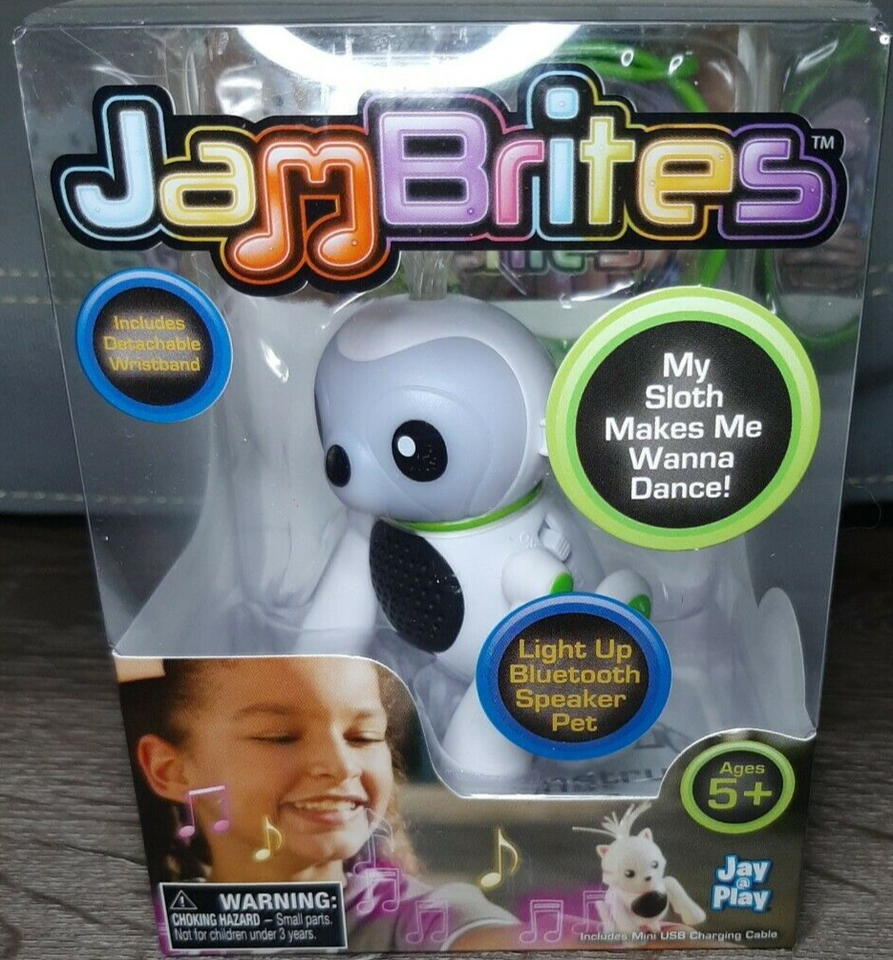 JamBrites™
Includes
Detachable
Wristband
My
Sloth
Makes Me
Wanna
Dance!
Light Up
Bluetooth
Speaker
Pet
Ages
5+
Jay
@
Play
WARNING:
CHOKING HAZARD – Small parts.
Not for children under 3 years.
Includes Mini USB Charging Cable